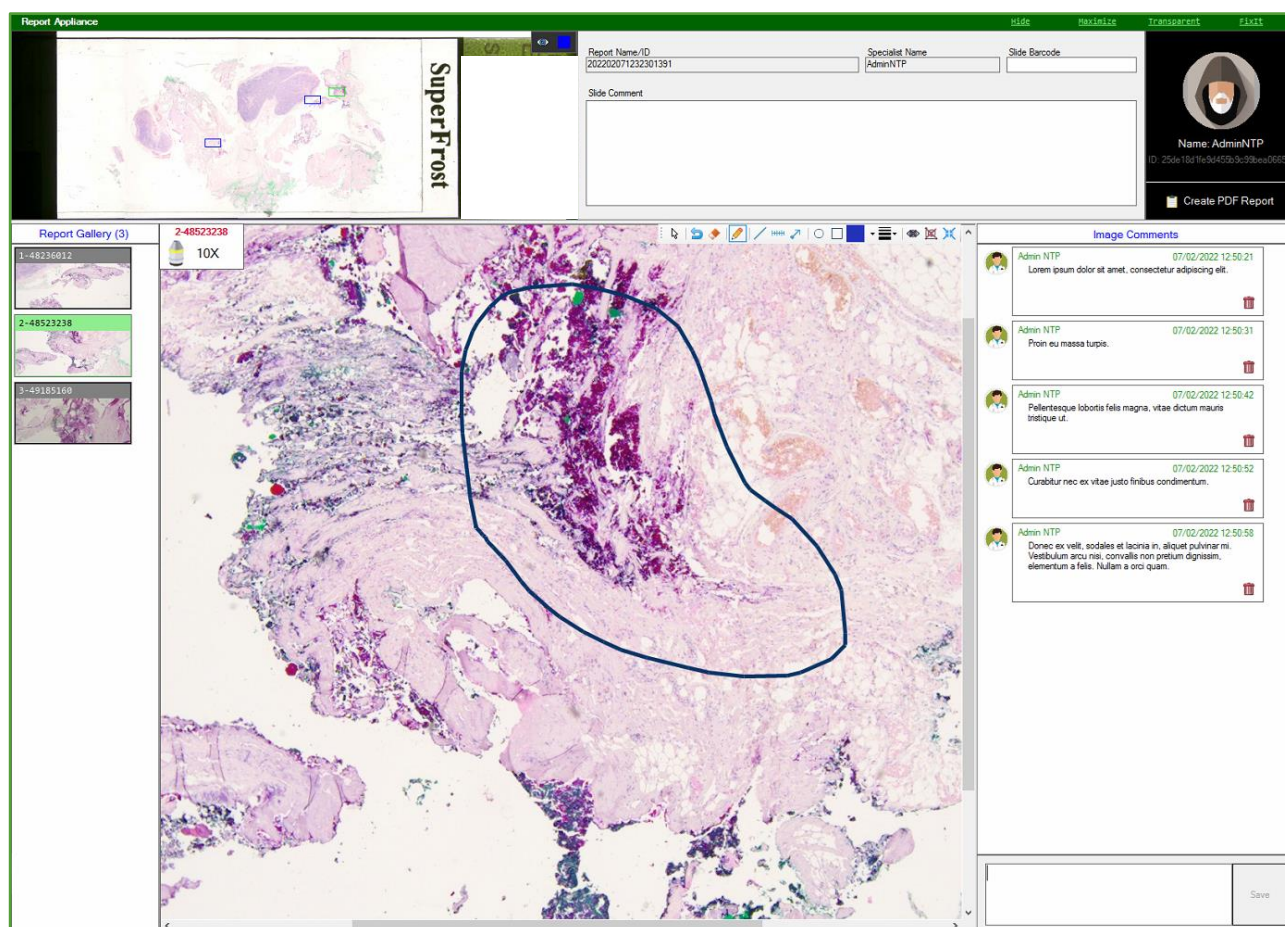 Report Appliance
Hide Maximize Transparent FixIt
SuperFrost
Report Name/ID
202202071232301391
Specialist Name
AdminNTP
Slide Barcode
Slide Comment
Name: AdminNTP
ID: 25de18d1fe9d455b9c99bea0665
Create PDF Report
Report Gallery (3)
1-48236012
2-48523238
3-49185160
2-48523238
10X
Image Comments
Admin NTP 07/02/2022 12:50:21
Lorem ipsum dolor sit amet, consectetur adipiscing elit.
Admin NTP 07/02/2022 12:50:31
Proin eu massa turpis.
Admin NTP 07/02/2022 12:50:42
Pellentesque lobortis felis magna, vitae dictum mauris
tristique ut.
Admin NTP 07/02/2022 12:50:52
Curabitur nec ex vitae justo finibus condimentum.
Admin NTP 07/02/2022 12:50:58
Donec ex velit, sodales et lacinia in, aliquet pulvinar mi.
Vestibulum arcu nisi, convallis non pretium dignissim,
elementum a felis. Nullam a orci quam.
Save